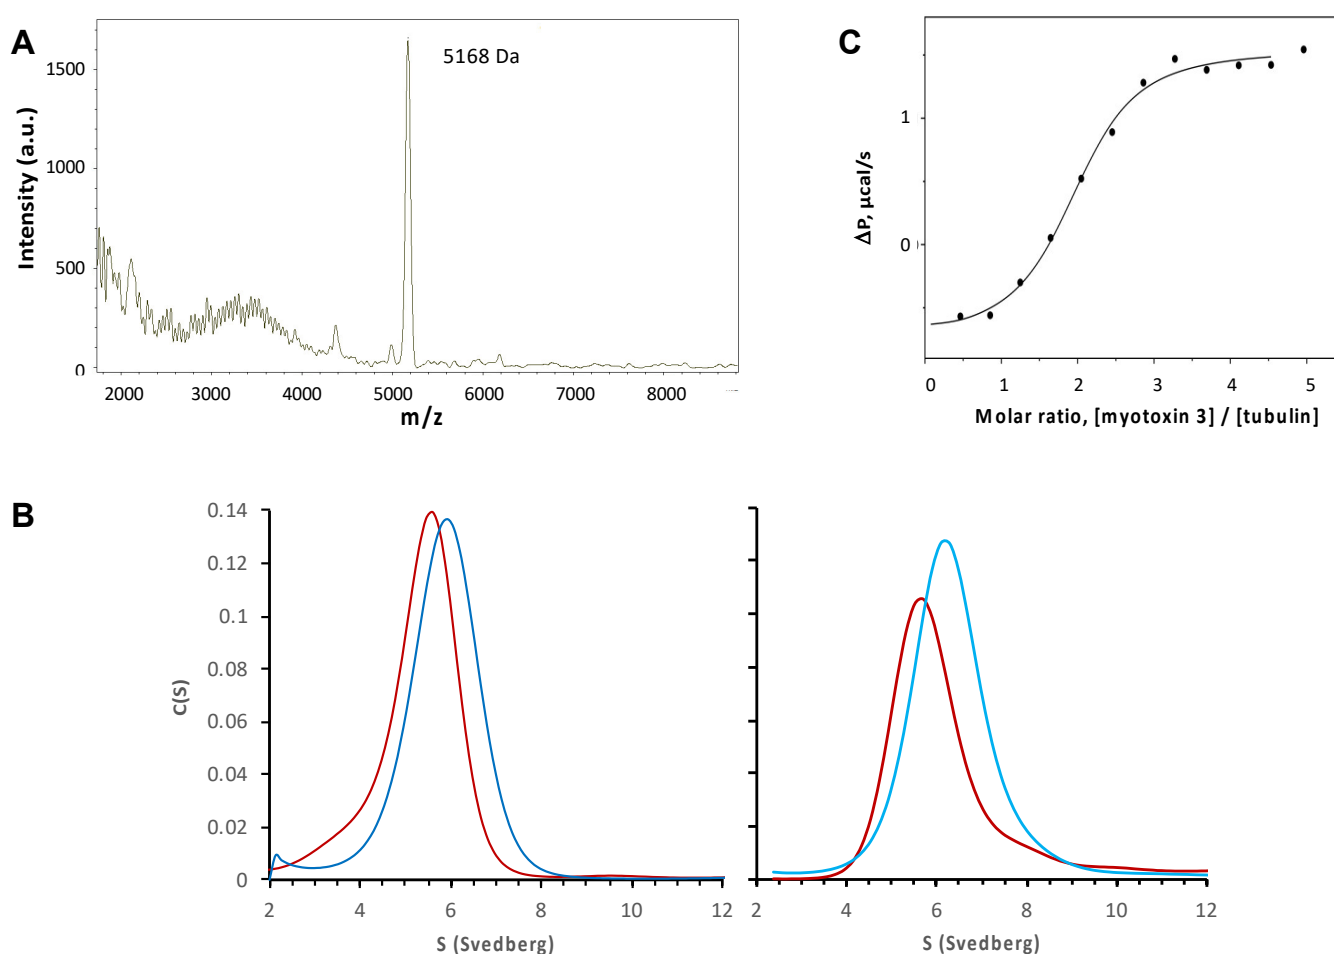 A
5168 Da
Intensity (a.u.)
1500
1000
500
0
2000 3000 4000 5000 6000 7000 8000
m/z
C
ΔP, µcal/s
1
0
0 1 2 3 4 5
Molar ratio, [myotoxin 3] / [tubulin]
B
C(S)
0.14
0.12
0.1
0.08
0.06
0.04
0.02
0
2 4 6 8 10 12
S (Svedberg)
2 4 6 8 10 12
S (Svedberg)